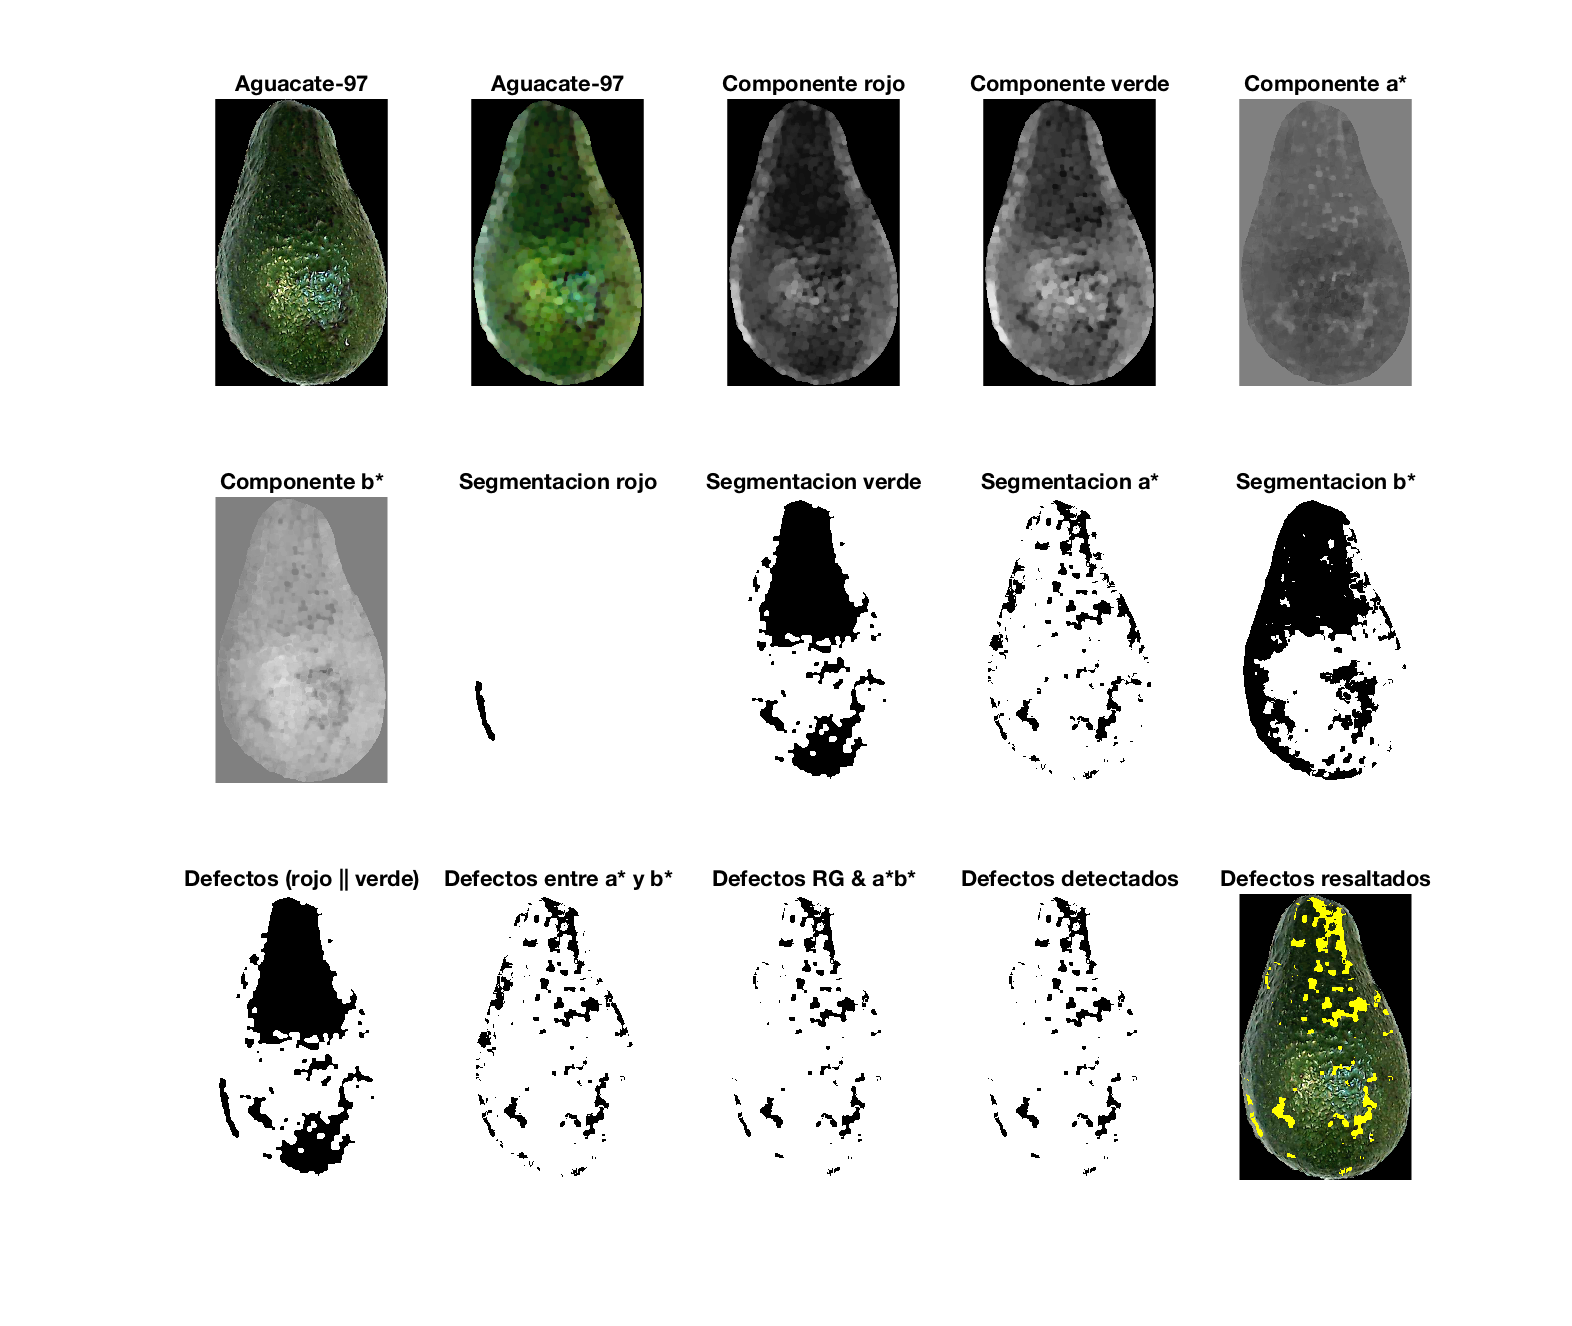 Aguacate-97
Aguacate-97
Componente rojo
Componente verde
Componente a*
Componente b*
Segmentacion rojo
Segmentacion verde
Segmentacion a*
Segmentacion b*
Defectos (rojo || verde)
Defectos entre a* y b*
Defectos RG & a*b*
Defectos detectados
Defectos resaltados